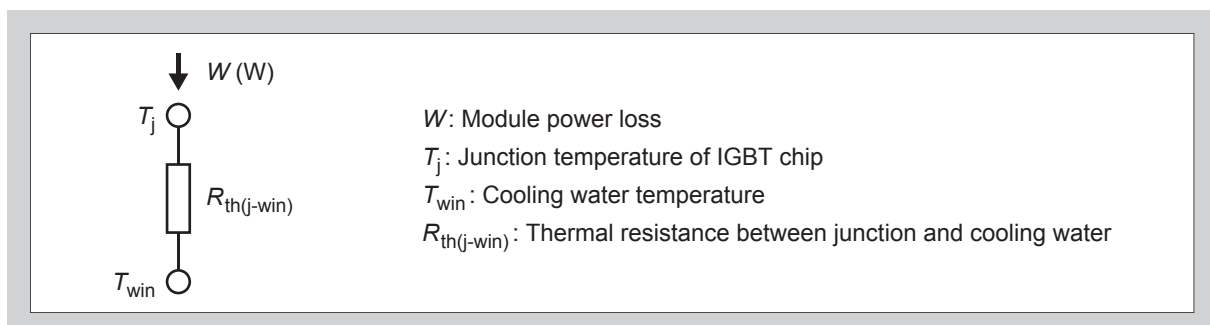 W (W)
Tj
Rth(j-win)
Twin
W: Module power loss
Tj: Junction temperature of IGBT chip
Twin: Cooling water temperature
Rth(j-win): Thermal resistance between junction and cooling water